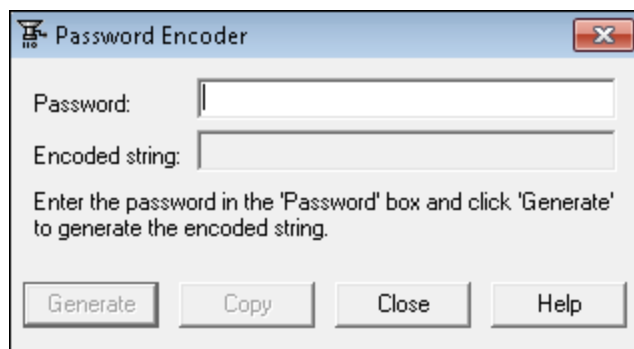 Password Encoder
Password:
Encoded string:
Enter the password in the 'Password' box and click 'Generate'
to generate the encoded string.
Generate Copy Close Help